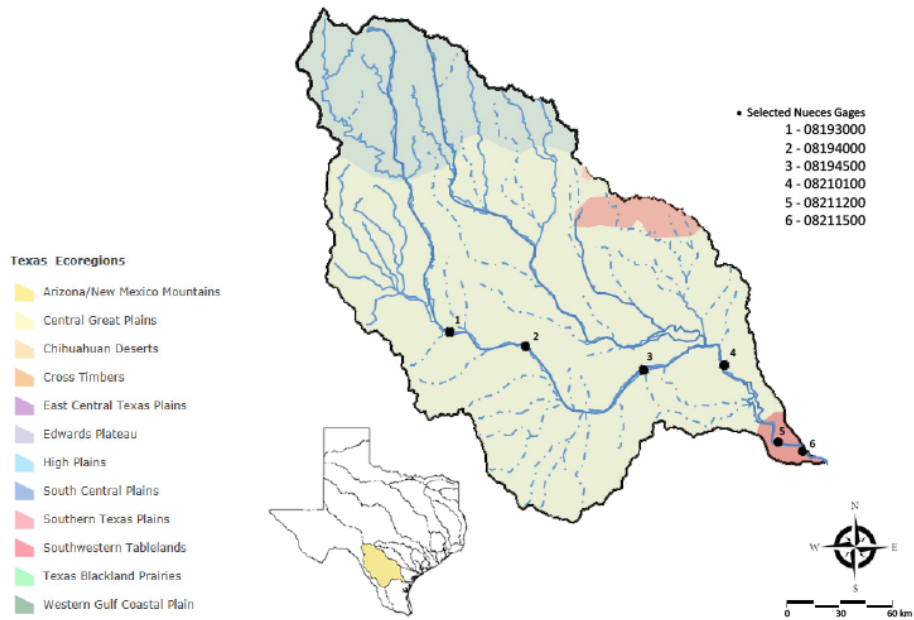 • Selected Nueces Gages
1 - 08193000
2 - 08194000
3 - 08194500
4 - 08210100
5 - 08211200
6 - 08211500
Texas Ecoregions
Arizona/New Mexico Mountains
Central Great Plains
Chihuahuan Deserts
Cross Timbers
East Central Texas Plains
Edwards Plateau
High Plains
South Central Plains
Southern Texas Plains
Southwestern Tablelands
Texas Blackland Prairies
Western Gulf Coastal Plain
1
2
3
4
5
6
N
W
E
S
0 30 60 km